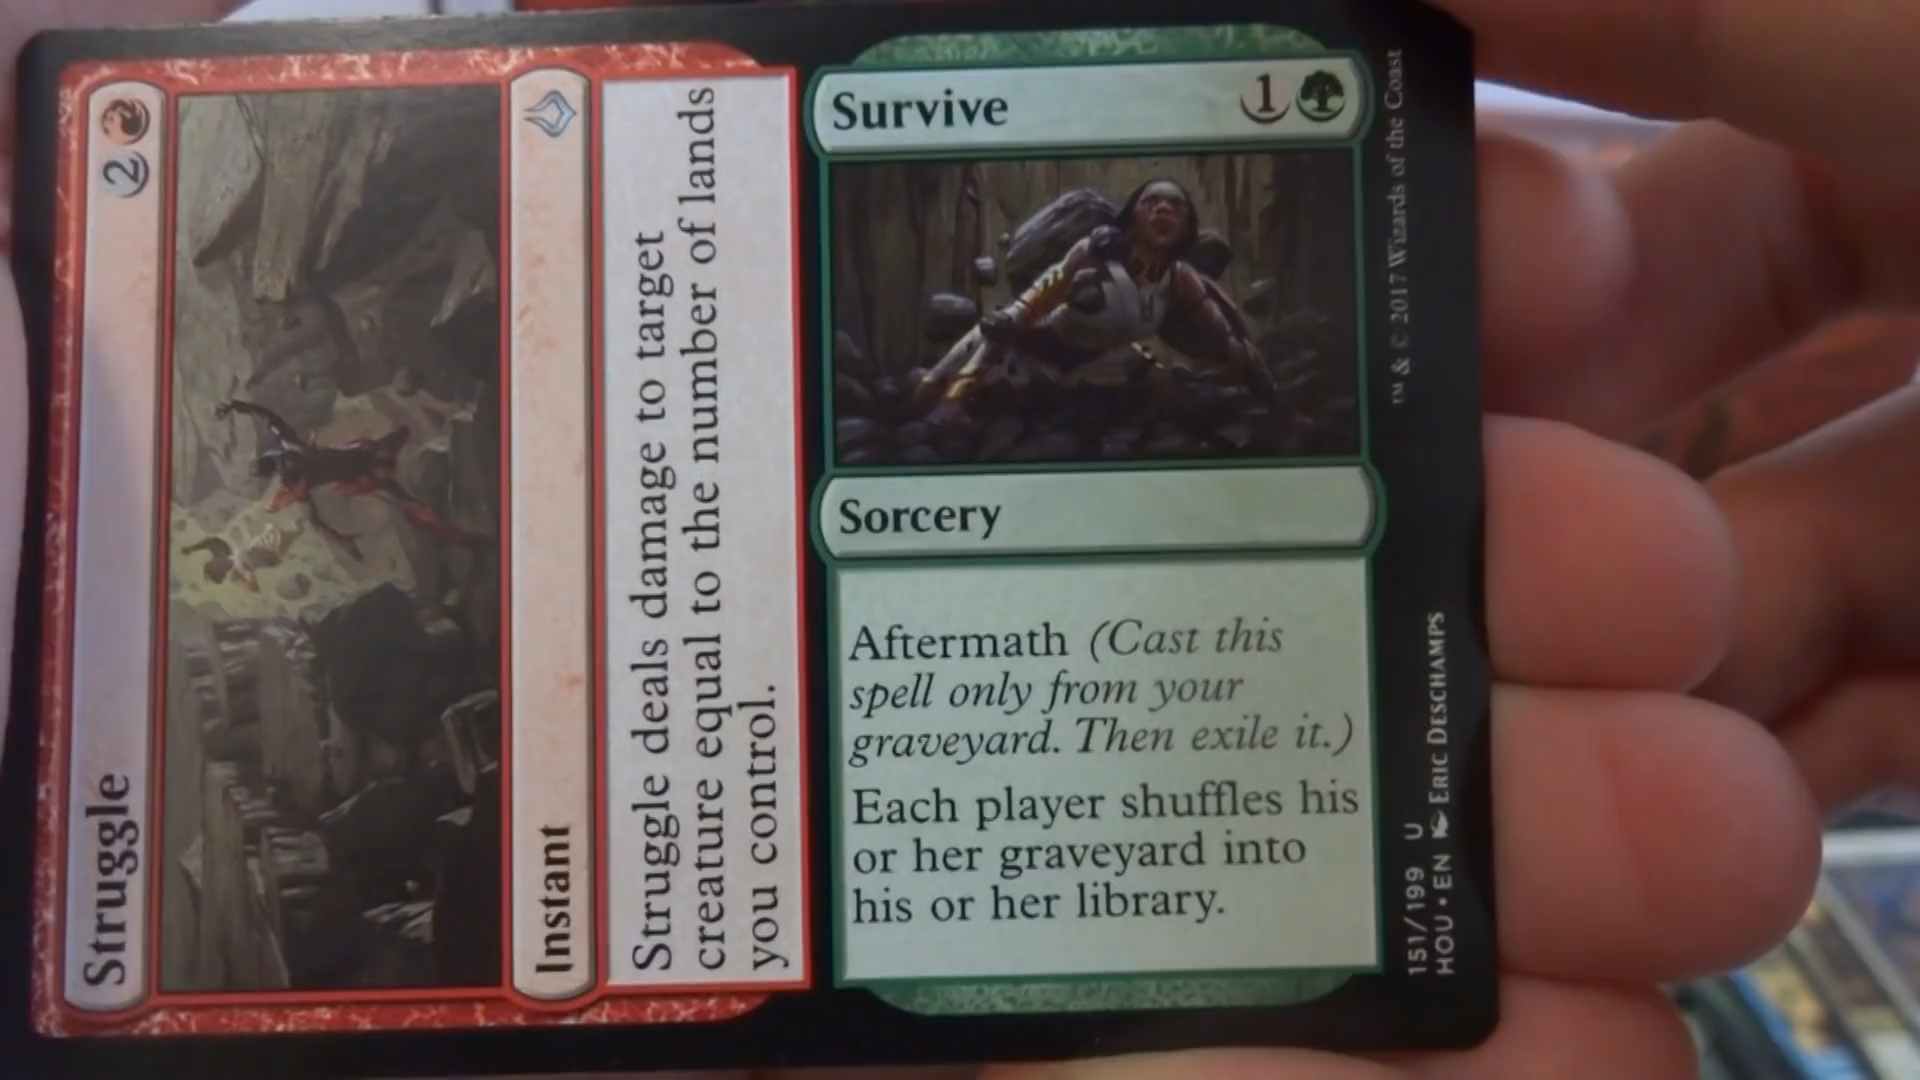 Struggle
2
Instant
Struggle deals damage to target
creature equal to the number of lands
you control.
Survive 1
Sorcery
Aftermath (Cast this
spell only from your
graveyard. Then exile it.)
Each player shuffles his
or her graveyard into
his or her library.
151/199 U
HOU • EN ERIC DESCHAMPS
™ & © 2017 Wizards of the Coast